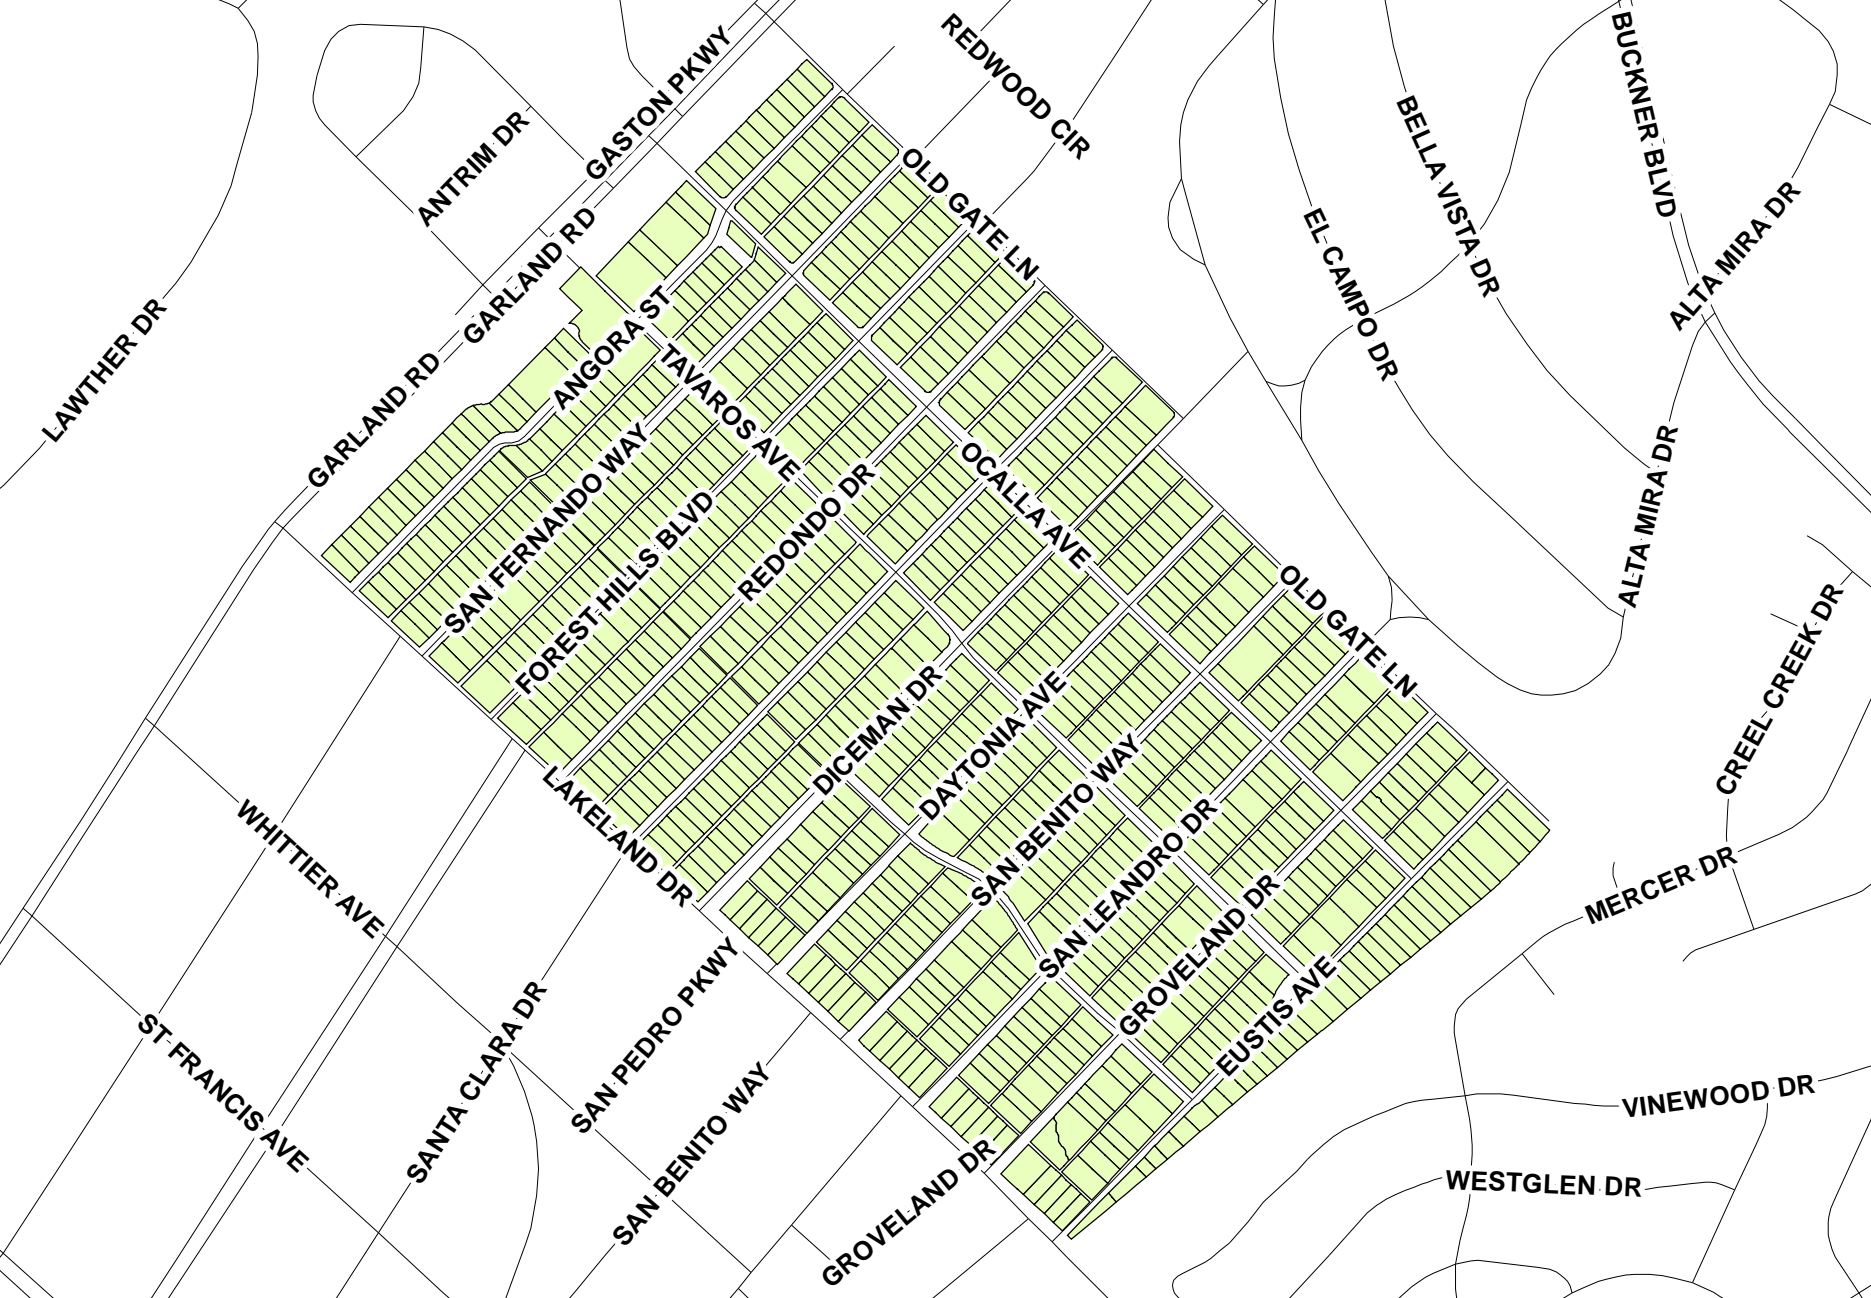 REDWOOD CIR
GASTON PKWY
BUCKNER BLVD
ANTRIM DR
BELLA VISTA DR
OLD GATE LN
ALTA MIRA DR
GARLAND RD
EL CAMPO DR
LAWTHER DR
ANGORA ST
GARLAND RD
TAVAROS AVE
SAN FERNANDO WAY
OCALLA AVE
REDONDO DR
FOREST HILLS BLVD
ALTA MIRA DR
OLD GATE LN
CREEL CREEK DR
DICEMAN DR
DAYTONIA AVE
SAN BENITO WAY
LAKELAND DR
WHITTIER AVE
SAN LEANDRO DR
MERCER DR
GROVELAND DR
EUSTIS AVE
SAN PEDRO PKWY
SANTA CLARA DR
ST FRANCIS AVE
SAN BENITO WAY
VINEWOOD DR
WESTGLEN DR
GROVELAND DR